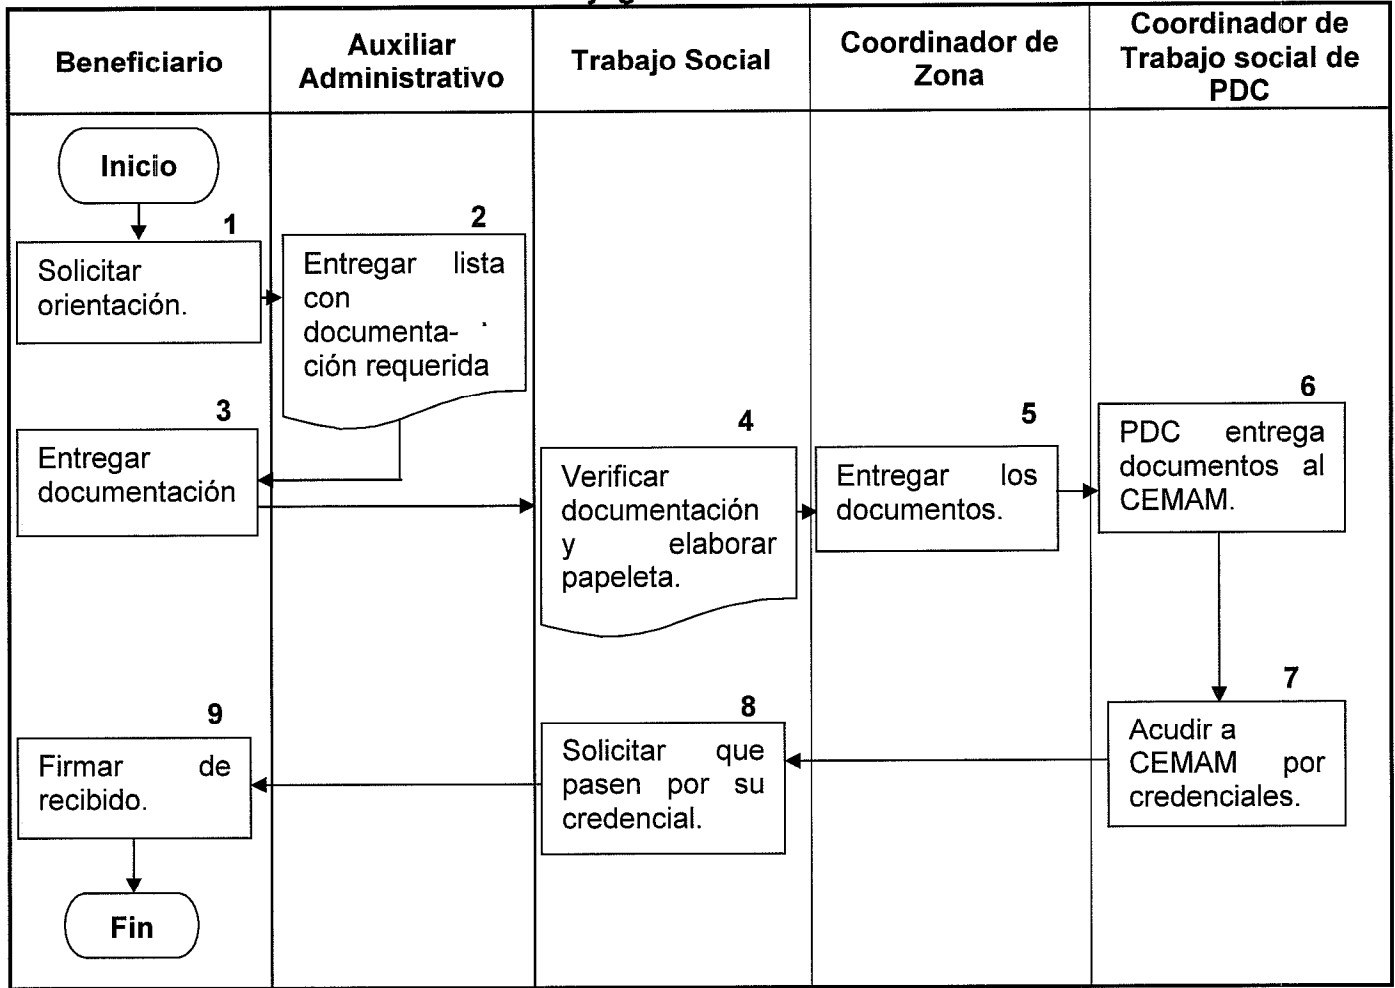 Beneficiario
Auxiliar
Administrativo
Trabajo Social
Coordinador de
Zona
Coordinador de
Trabajo social de
PDC
Inicio
1
Solicitar
orientación.
2
Entregar lista
con
documenta-
ción requerida
3
Entregar
documentación
4
Verificar
documentación
y elaborar
papeleta.
5
Entregar los
documentos.
6
PDC entrega
documentos al
CEMAM.
7
Acudir a
CEMAM por
credenciales.
8
Solicitar que
pasen por su
credencial.
9
Firmar de
recibido.
Fin